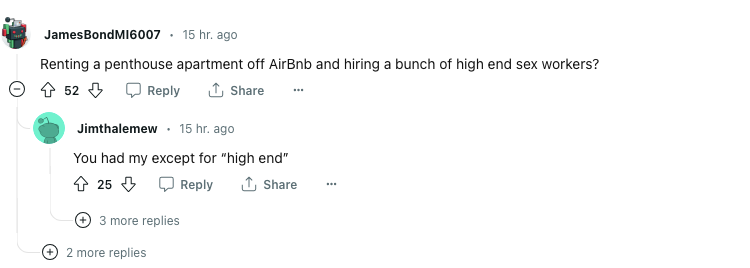 JamesBondMI6007 • 15 hr. ago
Renting a penthouse apartment off AirBnb and hiring a bunch of high end sex workers?
52 Reply Share ...
Jimthalemew • 15 hr. ago
You had my except for “high end”
25 Reply Share ...
3 more replies
2 more replies